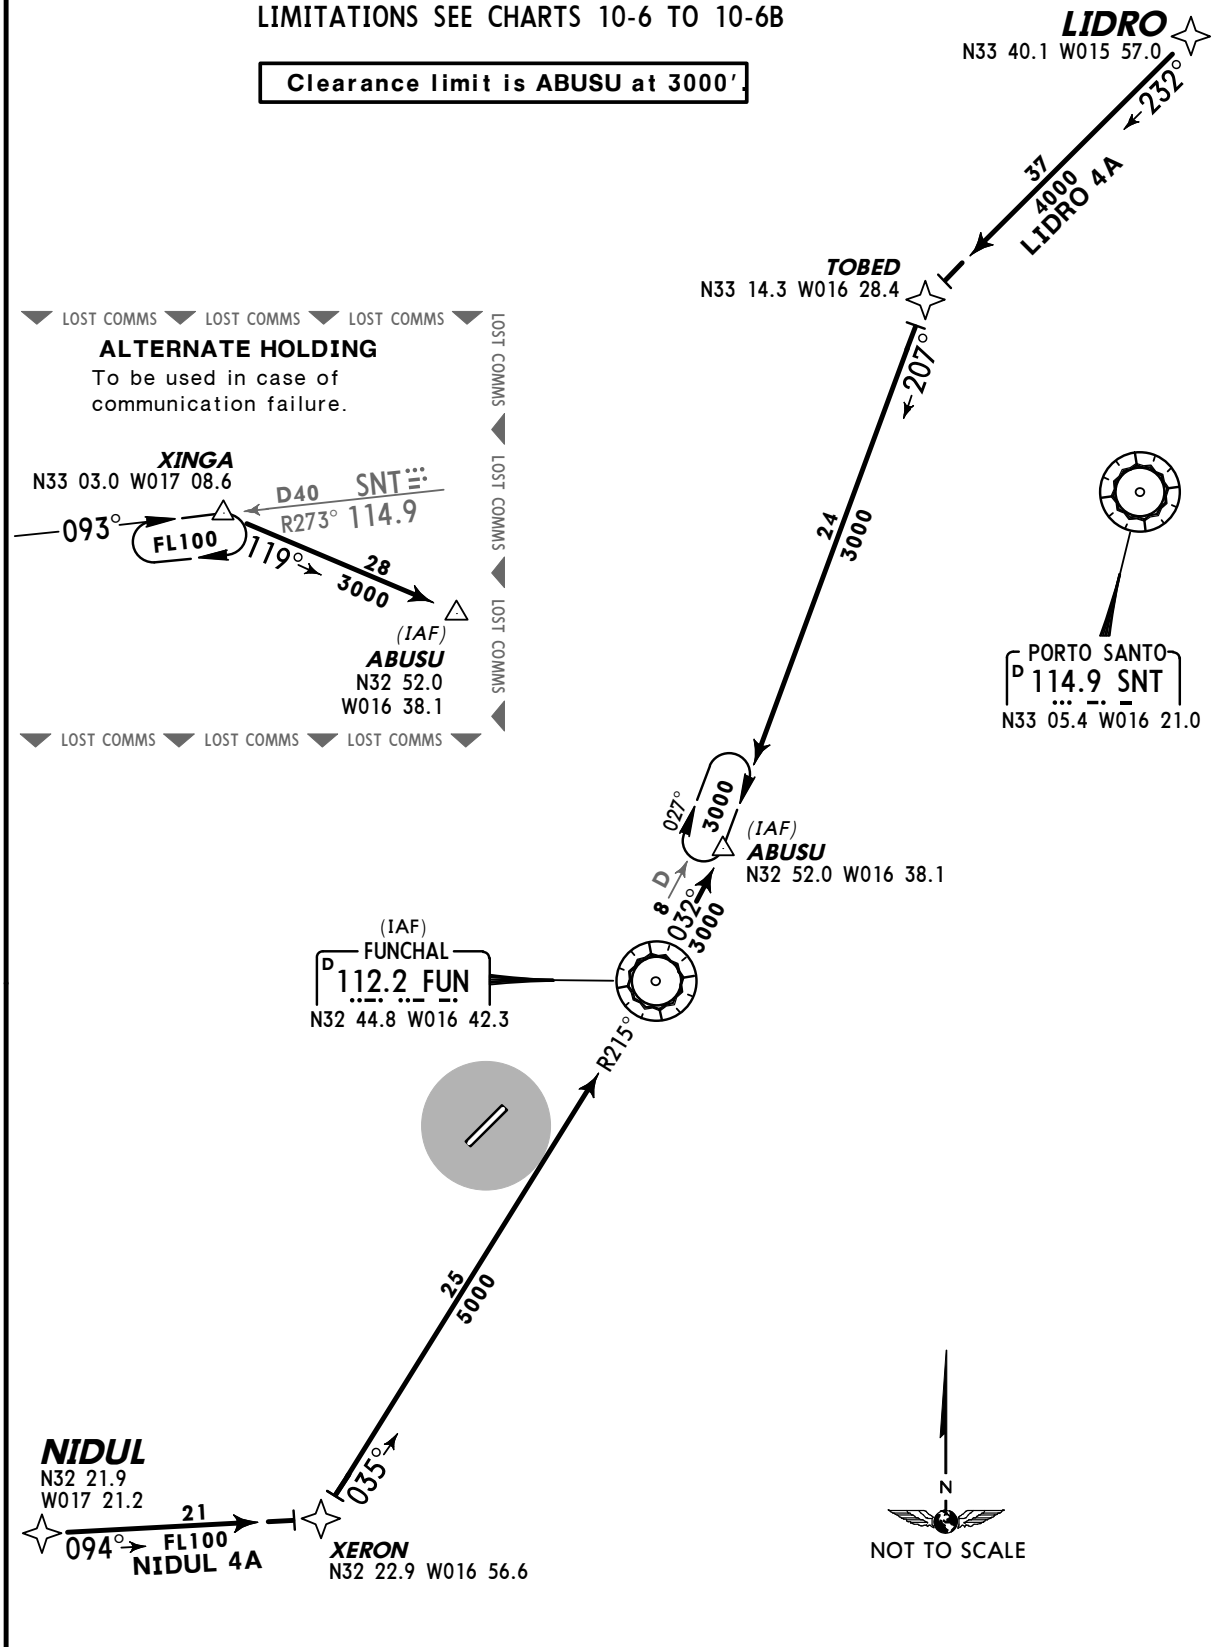 LIMITATIONS SEE CHARTS 10-6 TO 10-6B
Clearance limit is ABUSU at 3000'.
LIDRO
N33 40.1 W015 57.0
232°
37
4000
LIDRO 4A
TOBED
N33 14.3 W016 28.4
207°
24
3000
LOST COMMS LOST COMMS LOST COMMS
LOST COMMS
LOST COMMS
LOST COMMS
ALTERNATE HOLDING
To be used in case of
communication failure.
XINGA
N33 03.0 W017 08.6
D40 SNT
R273° 114.9
093°
FL100
119°
28
3000
(IAF)
ABUSU
N32 52.0
W016 38.1
LOST COMMS LOST COMMS LOST COMMS
PORTO SANTO
D 114.9 SNT
N33 05.4 W016 21.0
027°
3000
(IAF)
ABUSU
N32 52.0 W016 38.1
D
8
032°
3000
(IAF)
FUNCHAL
D 112.2 FUN
N32 44.8 W016 42.3
R215°
25
5000
035°
NIDUL
N32 21.9
W017 21.2
21
094° FL100
NIDUL 4A
XERON
N32 22.9 W016 56.6
N
NOT TO SCALE